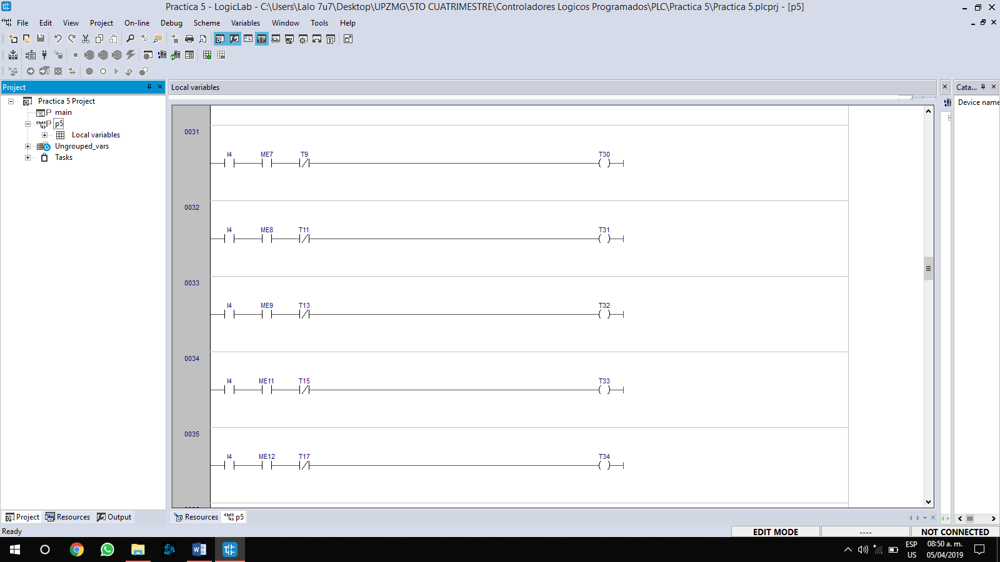 Practica 5 - LogicLab - C:\Users\Lalo 7u7\Desktop\UPZMG\5TO CUATRIMESTRE\Controladores Logicos Programados\PLC\Practica 5\Practica 5.plcprj - [p5]
File Edit View Project On-line Debug Scheme Variables Window Tools Help
Project
Local variables
Cata...
Practica 5 Project
Device name
main
p5
Local variables
Ungrouped_vars
Tasks
0031
I4 ME7 T9 T30
0032
I4 ME8 T11 T31
0033
I4 ME9 T13 T32
0034
I4 ME11 T15 T33
0035
I4 ME12 T17 T34
Project Resources Output
Resources p5
Ready
EDIT MODE
----
NOT CONNECTED
ESP
US
08:50 a. m.
05/04/2019